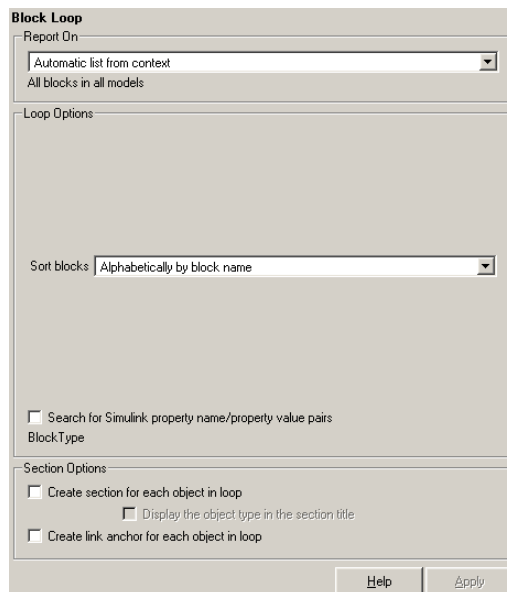 Block Loop
Report On
Automatic list from context
All blocks in all models
Loop Options
Sort blocks Alphabetically by block name
Search for Simulink property name/property value pairs
BlockType
Section Options
Create section for each object in loop
Display the object type in the section title
Create link anchor for each object in loop
Help Apply